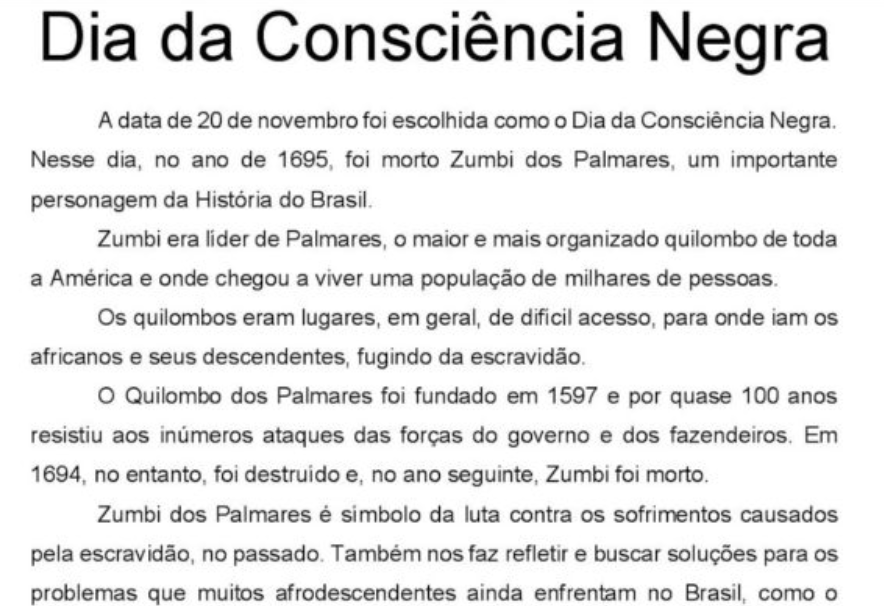 Dia da Consciência Negra
A data de 20 de novembro foi escolhida como o Dia da Consciência Negra.
Nesse dia, no ano de 1695, foi morto Zumbi dos Palmares, um importante
personagem da História do Brasil.
Zumbi era líder de Palmares, o maior e mais organizado quilombo de toda
a América e onde chegou a viver uma população de milhares de pessoas.
Os quilombos eram lugares, em geral, de difícil acesso, para onde iam os
africanos e seus descendentes, fugindo da escravidão.
O Quilombo dos Palmares foi fundado em 1597 e por quase 100 anos
resistiu aos inúmeros ataques das forças do governo e dos fazendeiros. Em
1694, no entanto, foi destruído e, no ano seguinte, Zumbi foi morto.
Zumbi dos Palmares é símbolo da luta contra os sofrimentos causados
pela escravidão, no passado. Também nos faz refletir e buscar soluções para os
problemas que muitos afrodescendentes ainda enfrentam no Brasil, como o